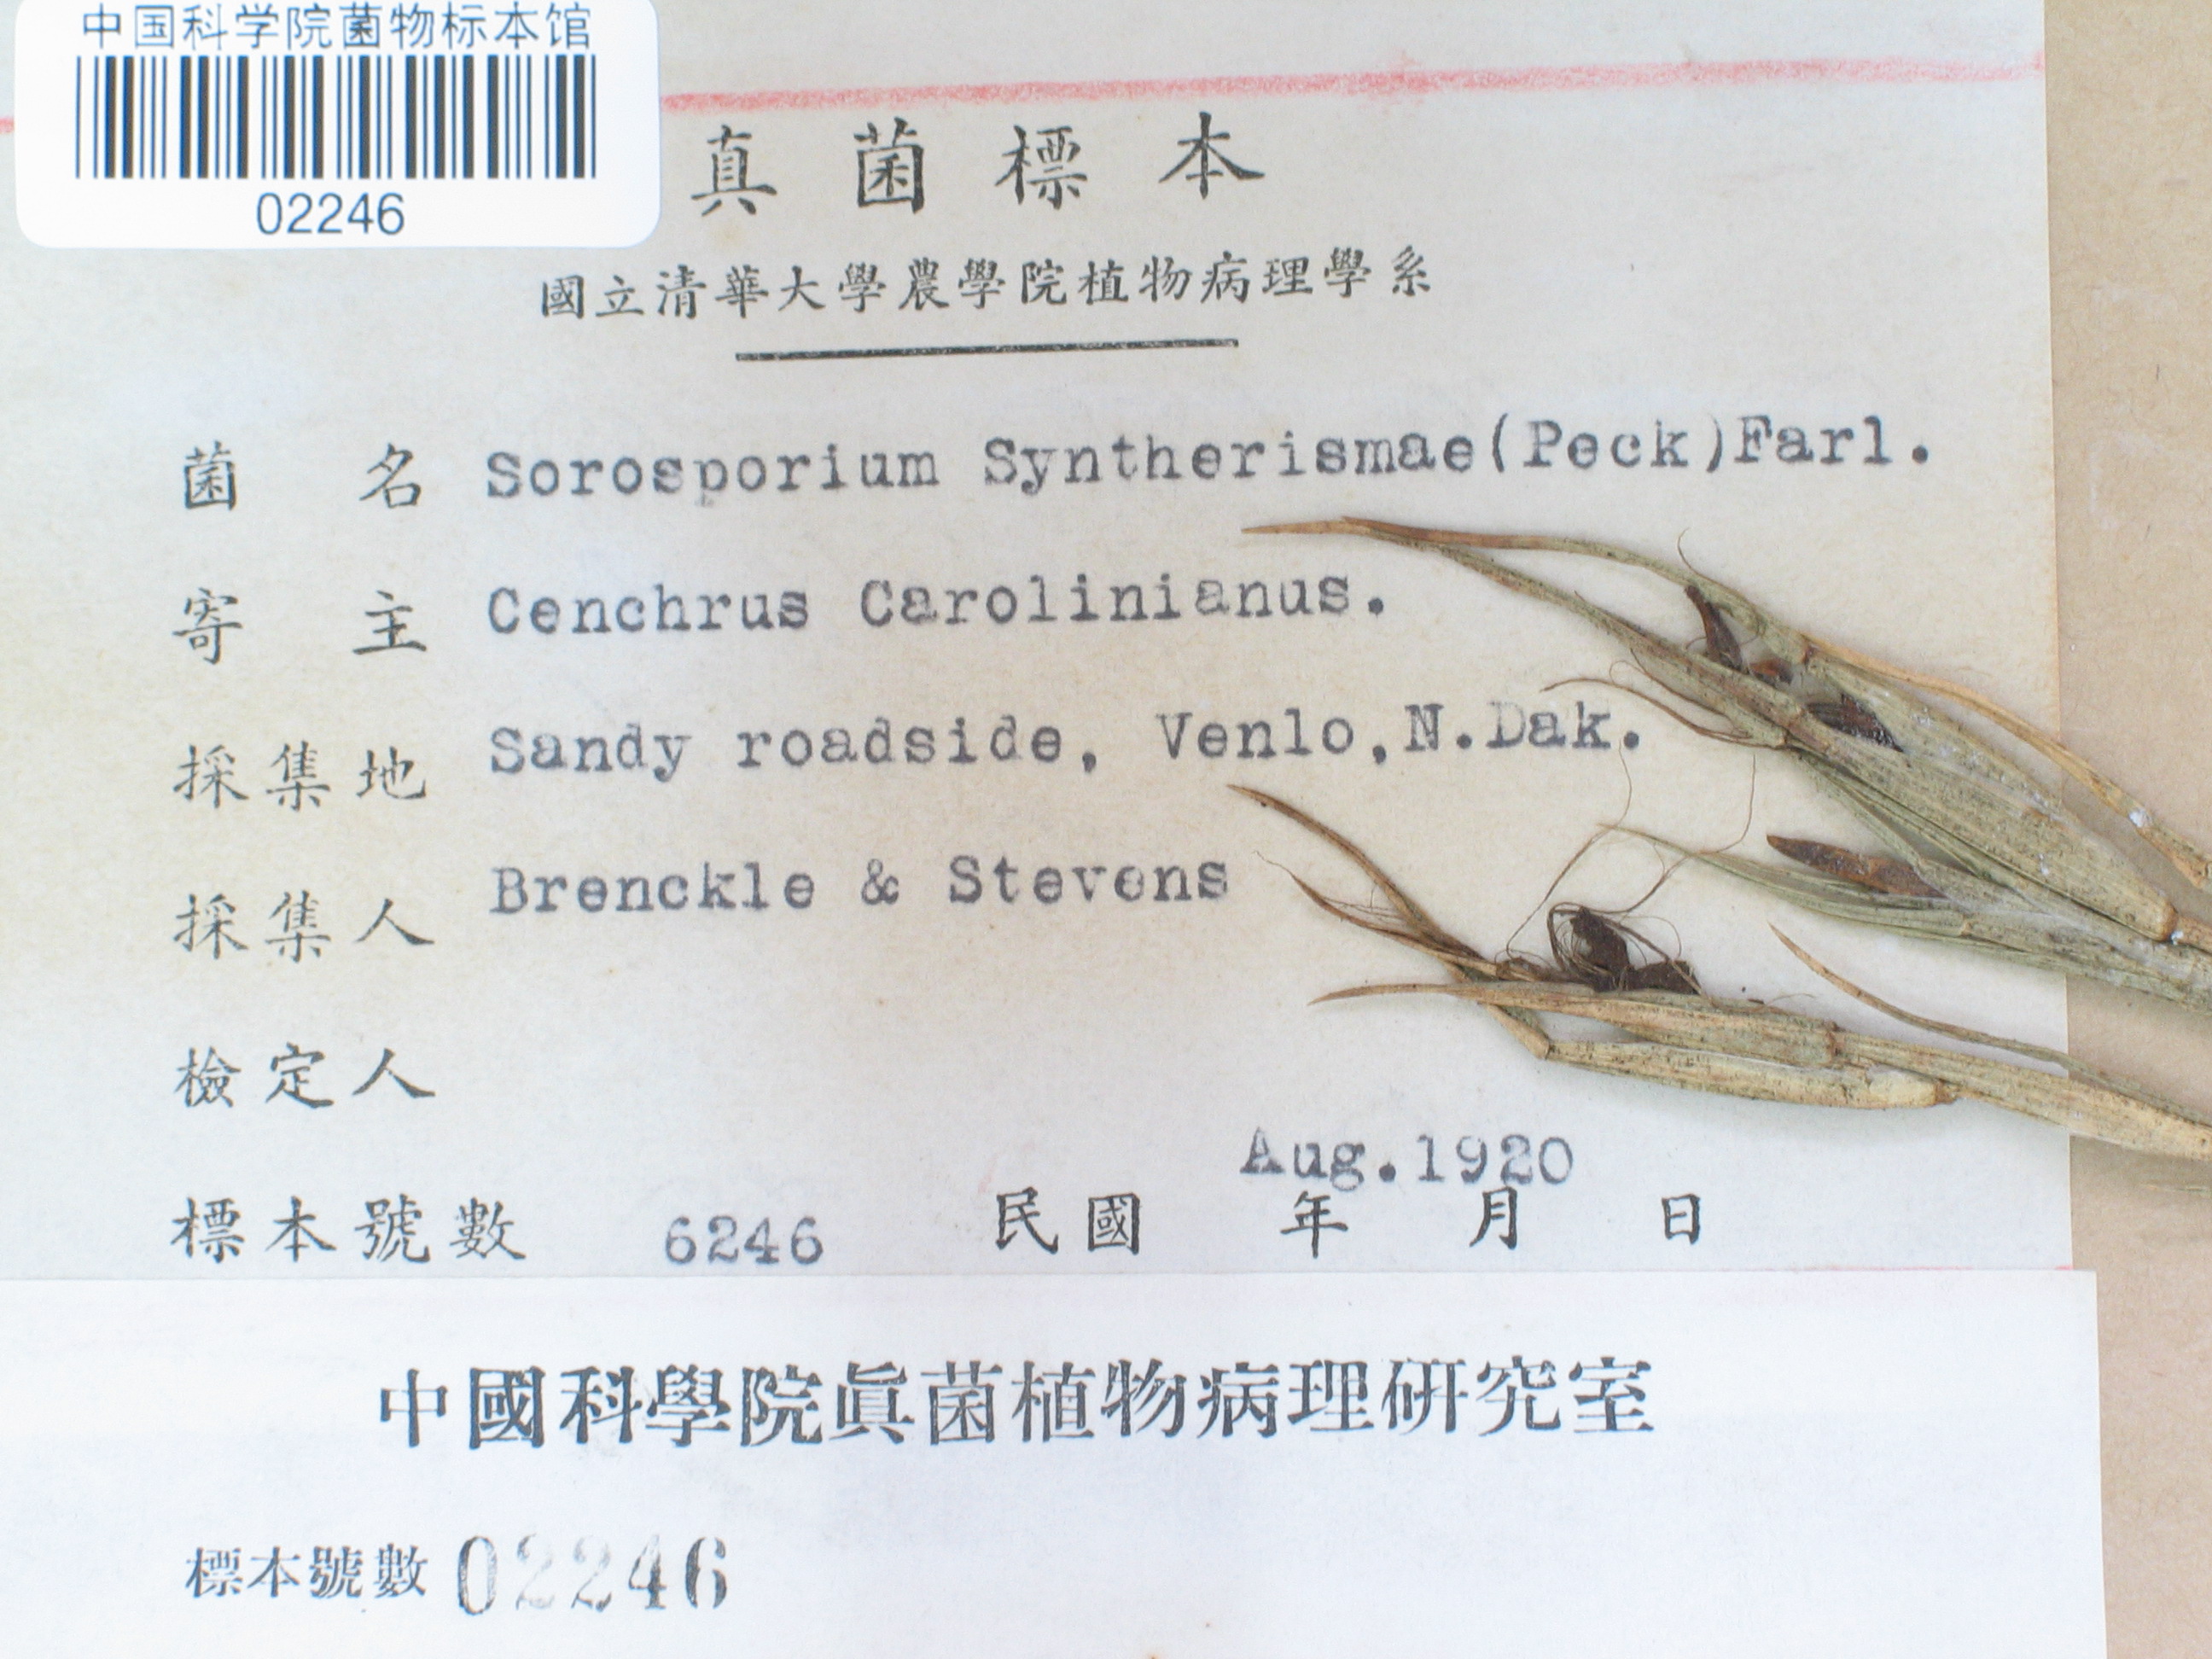 中国科学院菌物标本馆
02246
真菌標本
國立清華大學農學院植物病理學系
菌名 Sorosporium Syntherismae(Peck)Farl.
寄主 Cenchrus Carolinianus.
採集地 Sandy roadside, Venlo,N.Dak.
採集人 Brenckle & Stevens
檢定人
Aug.1920
標本號數 6246 民國 年 月 日
中國科學院眞菌植物病理研究室
標本號數 02246